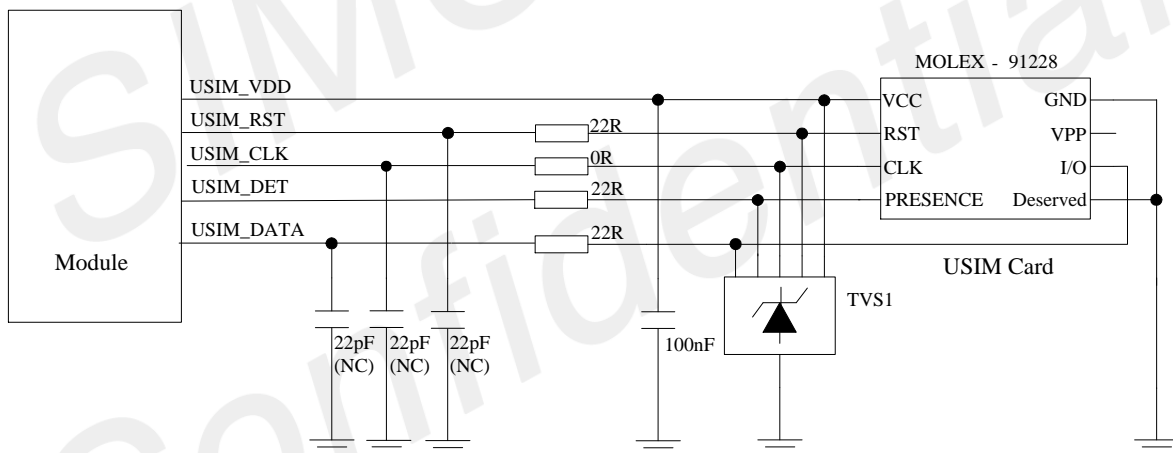 MOLEX - 91228
USIM_VDD
USIM_RST
USIM_CLK
USIM_DET
USIM_DATA
Module
22R
0R
22R
22R
VCC
RST
CLK
PRESENCE
GND
VPP
I/O
Deserved
USIM Card
TVS1
22pF
(NC)
22pF
(NC)
22pF
(NC)
100nF
Confidential